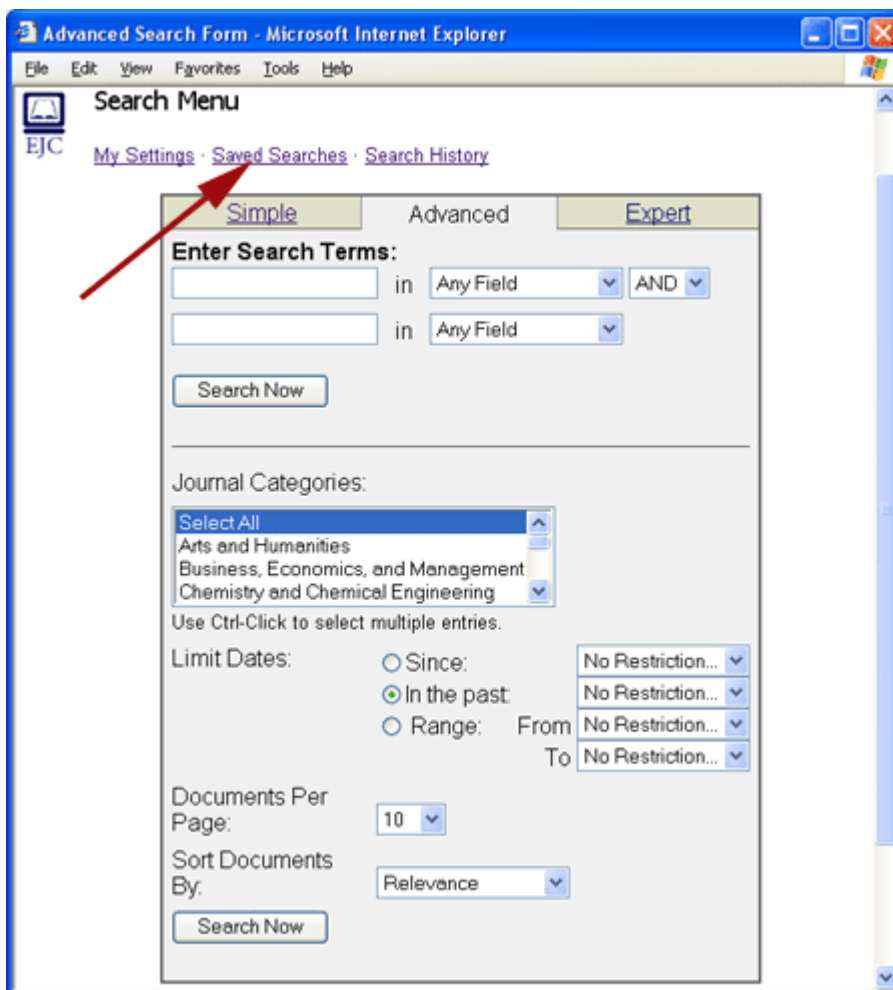 Advanced Search Form - Microsoft Internet Explorer
File Edit View Favorites Tools Help
Search Menu
EJC
My Settings · Saved Searches · Search History
Simple Advanced Expert
Enter Search Terms:
in Any Field AND
in Any Field
Search Now
Journal Categories:
Select All
Arts and Humanities
Business, Economics, and Management
Chemistry and Chemical Engineering
Use Ctrl-Click to select multiple entries.
Limit Dates: Since: No Restriction...
In the past: No Restriction...
Range: From No Restriction...
To No Restriction...
Documents Per
Page: 10
Sort Documents
By: Relevance
Search Now